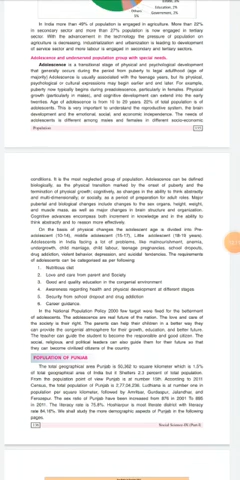 Others
5%
Education, 2%
Government, 2%
In India more than 49% of population is engaged in agriculture. More than 22%
in secondary sector and more than 27% population is now engaged in tertiary
sector. With the advancement in the technology the pressure of population on
agriculture is decreasing. Industrialization and urbanisation is leading to development
of service sector and more labour is engaged in secondary and tertiary sectors.
Adolescence and underserved population group with special needs.
Adolescence is a transitional stage of physical and psychological development
that generally occurs during the period from puberty to legal adulthood (age of
majority) Adolescence is usually associated with the teenage years, but its physical,
psychological or cultural expressions may begin earlier and end later. For example,
puberty now typically begins during preadolescence, particularly in females. Physical
growth (particularly in males), and cognitive development can extend into the early
twenties. Age of adolescence is from 10 to 20 years. 22% of total population is of
adolescents. This is very important to understand the reproductive system, the brain
development and the emotional, social, and economic independence. The needs of
adolescents is different among males and females in different socio-economic
Population
conditions. It is the most neglected group of population. Adolescence can be defined
biologically, as the physical transition marked by the onset of puberty and the
termination of physical growth; cognitively, as changes in the ability to think abstractly
and multi-dimensionally; or socially, as a period of preparation for adult roles. Major
pubertal and biological changes include changes to the sex organs, height, weight,
and muscle mass, as well as major changes in brain structure and organisation.
Cognitive advances encompass both increment in knowledge and in the ability to
think abstractly and to reason more effectively.
On the basis of physical changes the adolescent age is divided into Pre-
adolescent (10-14), middle adolescent (15-17), Late adolescent (18-19 years).
Adolescents in India facing a lot of problems, like malnourishment, anaemia,
undergrowth, child marriage, child labour, teenage pregnancies, school dropouts,
drug addiction, violent behavior, depression, and suicidal tendencies. The requirements
of adolescents can be categorised as per following:
1. Nutritious diet
2. Love and care from parent and Society
3. Good and quality education in the congenial environment
4. Awareness regarding health and physical development at different stages
5. Security from school dropout and drug addiction
6. Career guidance.
In the National Population Policy 2000 few target were fixed for the betterment
of adolescents. The adolescents are real future of the nation. The love and care of
the society is their right. The parents can help their children in a better way they
can provide the congenial atmosphere for their growth, education, and better future.
The teacher can guide the student to become the responsible and good citizen. The
social, religious, and political leaders can also guide them for their future so that
they can become civilized citizens of the country.
POPULATION OF PUNJAB
The total geographical area Punjab is 50,362 to square kilometer which is 1.5%
of total geographical area of India but it Shelters 2.3 percent of total population.
From the population point of view Punjab is at number 15th. According to 2011
Census, the total population of Punjab is 2,77,04,236. Ludhiana is at number one in
population per square kilometer, followed by Amritsar, Gurdaspur, Jalandhar, and
Ferozepur. The sex ratio of Punjab have been increased from 876 in 2001 To 895
in 2011. The literacy rate is 75.8%. Hoshiarpur is most literate district with literacy
rate 84.16%. We shall study the more demographic aspects of Punjab in the following
pages.
Social Sciences-IX (Part-I)